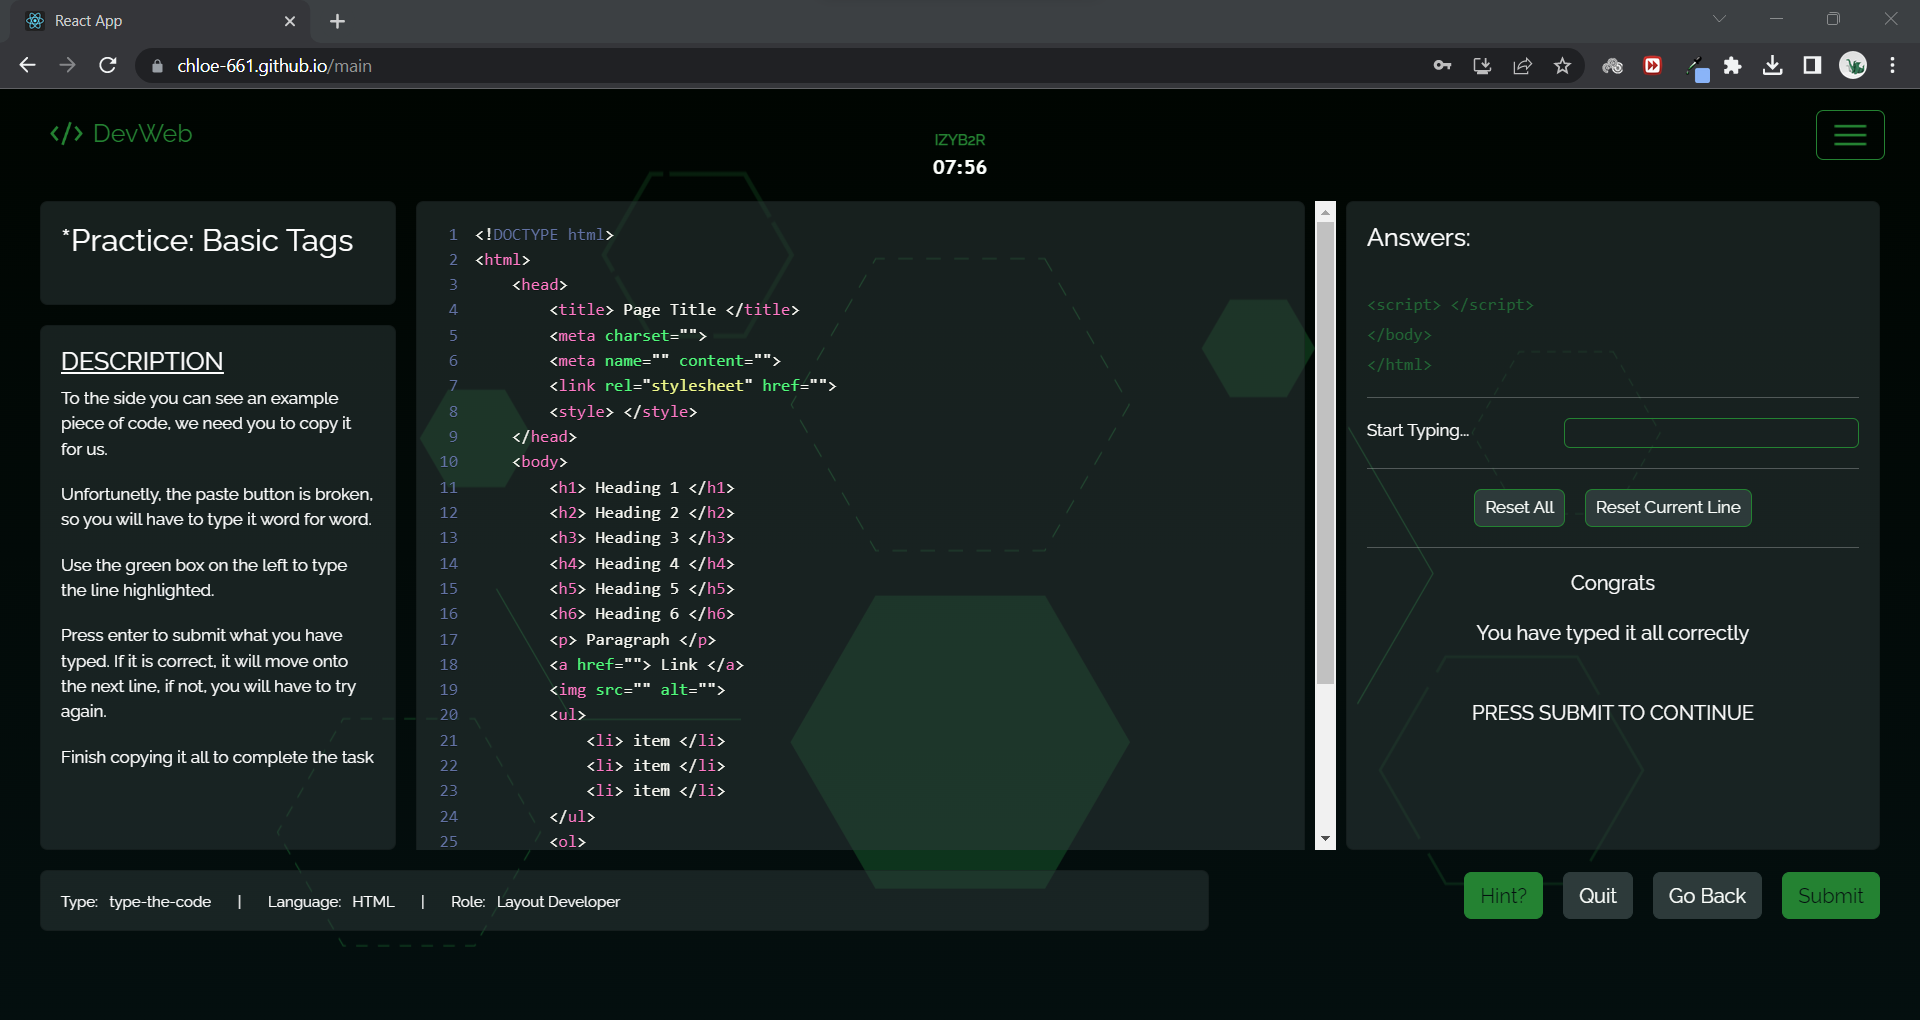 React App
chloe-661.github.io/main
</> DevWeb
IZYB2R
07:56
*Practice: Basic Tags
DESCRIPTION
To the side you can see an example
piece of code, we need you to copy it
for us.
Unfortunetly, the paste button is broken,
so you will have to type it word for word.
Use the green box on the left to type
the line highlighted.
Press enter to submit what you have
typed. If it is correct, it will move onto
the next line, if not, you will have to try
again.
Finish copying it all to complete the task
1 <!DOCTYPE html>
2 <html>
3 <head>
4 <title> Page Title </title>
5 <meta charset="">
6 <meta name="" content="">
7 <link rel="stylesheet" href="">
8 <style> </style>
9 </head>
10 <body>
11 <h1> Heading 1 </h1>
12 <h2> Heading 2 </h2>
13 <h3> Heading 3 </h3>
14 <h4> Heading 4 </h4>
15 <h5> Heading 5 </h5>
16 <h6> Heading 6 </h6>
17 <p> Paragraph </p>
18 <a href=""> Link </a>
19 <img src="" alt="">
20 <ul>
21 <li> item </li>
22 <li> item </li>
23 <li> item </li>
24 </ul>
25 <ol>
Answers:
<script> </script>
</body>
</html>
Start Typing...
Reset All Reset Current Line
Congrats
You have typed it all correctly
PRESS SUBMIT TO CONTINUE
Type: type-the-code | Language: HTML | Role: Layout Developer
Hint? Quit Go Back Submit